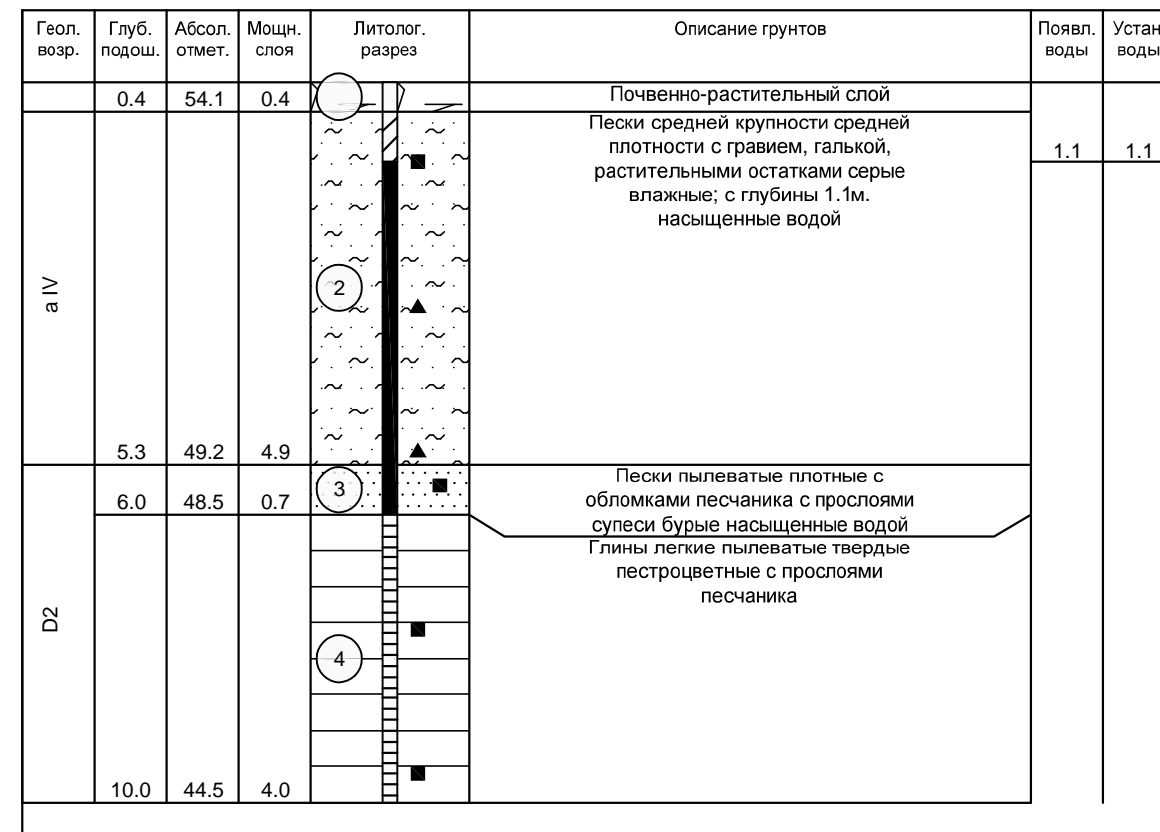 Геол. возр.
Глуб. подош.
Абсол. отмет.
Мощн. слоя
Литолог. разрез
Описание грунтов
Появл. воды
Устан воды
0.4 54.1 0.4 Почвенно-растительный слой
Пески средней крупности средней
плотности с гравием, галькой,
растительными остатками серые
влажные; с глубины 1.1м.
насыщенные водой
1.1 1.1
a IV
2
5.3 49.2 4.9
Пески пылеватые плотные с
обломками песчаника с прослоями
супеси бурые насыщенные водой
6.0 48.5 0.7
3
Глины легкие пылеватые твердые
пестроцветные с прослоями
песчаника
D2
4
10.0 44.5 4.0